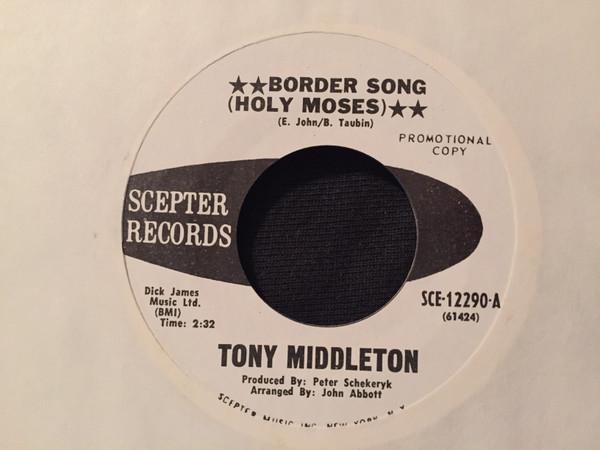 ★★BORDER SONG
(HOLY MOSES)★★
(E. John/B. Taubin)
PROMOTIONAL
COPY
SCEPTER
RECORDS
Dick James
Music Ltd.
(BMI)
Time: 2:32
SCE-12290-A
(61424)
TONY MIDDLETON
Produced By: Peter Schekeryk
Arranged By: John Abbott
SCEPTER MUSIC INC. NEW YORK, N.Y.